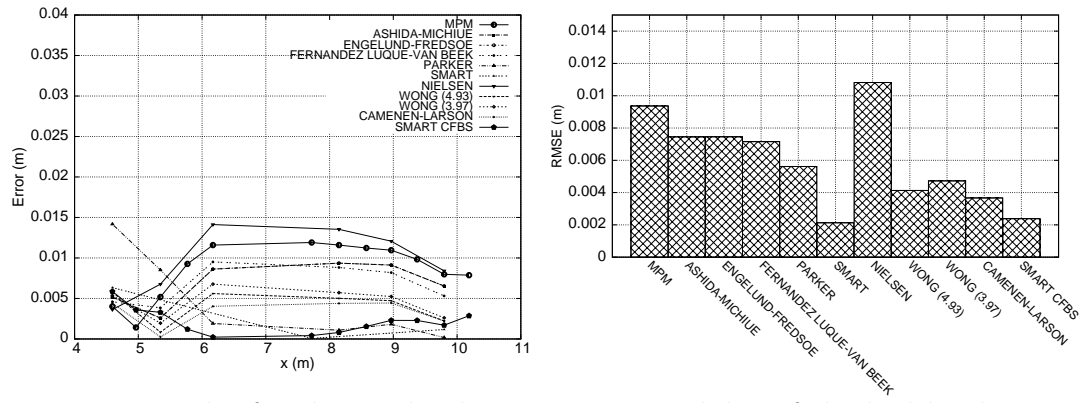 0.04
0.035
0.03
0.025
0.02
0.015
0.01
0.005
0
Error (m)
4 5 6 7 8 9 10 11
x (m)
MPM
ASHIDA-MICHIUE
ENGELUND-FREDSOE
FERNANDEZ LUQUE-VAN BEEK
PARKER
SMART
NIELSEN
WONG (4.93)
WONG (3.97)
CAMENEN-LARSON
SMART CFBS
0.014
0.012
0.01
0.008
0.006
0.004
0.002
0
RMSE (m)
MPM
ASHIDA-MICHIUE
ENGELUND-FREDSOE
FERNANDEZ LUQUE-VAN BEEK
PARKER
SMART
NIELSEN
WONG (4.93)
WONG (3.97)
CAMENEN-LARSON
SMART CFBS